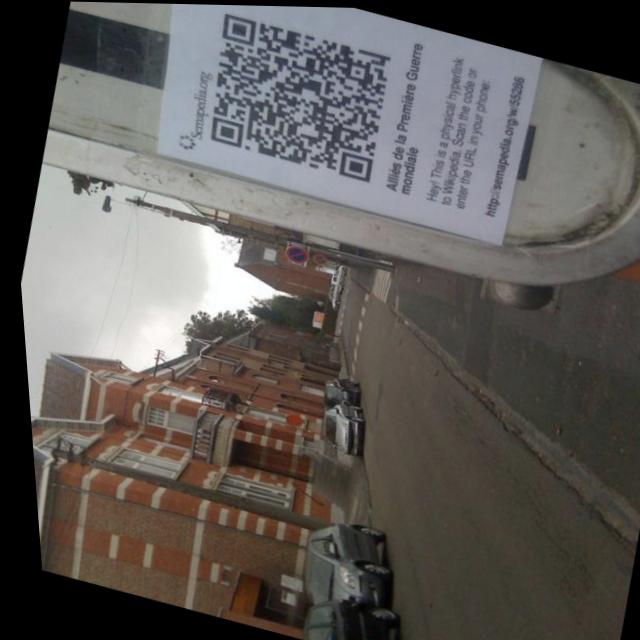 Semapedia.org
Alliés de la Première Guerre
mondiale
Hey! This is a physical hyperlink
to Wikipedia. Scan the code or
enter the URL in your phone:
http://semapedia.org/w/s5286